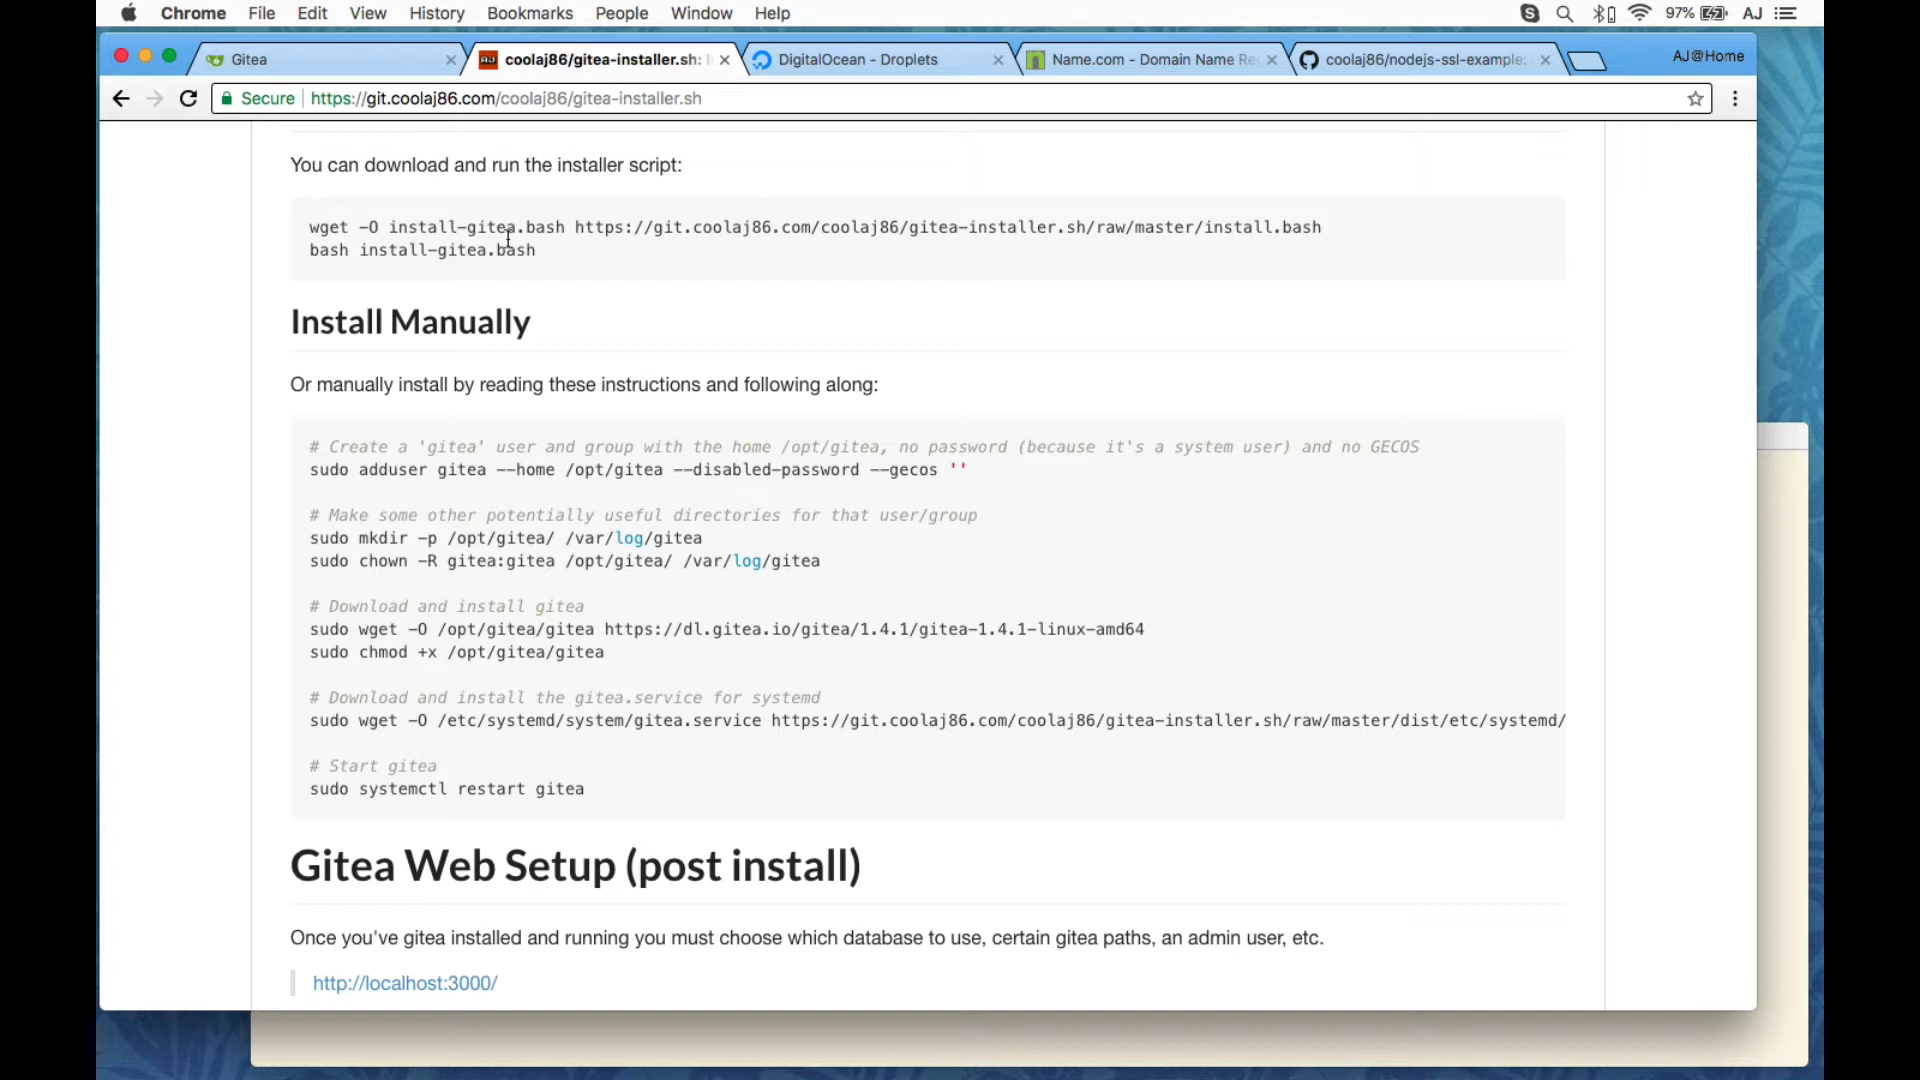 Chrome File Edit View History Bookmarks People Window Help 97% AJ
Gitea
coolaj86/gitea-installer.sh:
DigitalOcean - Droplets
Name.com - Domain Name Re
coolaj86/nodejs-ssl-example:
AJ@Home
Secure https://git.coolaj86.com/coolaj86/gitea-installer.sh
You can download and run the installer script:
wget -O install-gitea.bash https://git.coolaj86.com/coolaj86/gitea-installer.sh/raw/master/install.bash
bash install-gitea.bash
Install Manually
Or manually install by reading these instructions and following along:
# Create a 'gitea' user and group with the home /opt/gitea, no password (because it's a system user) and no GECOS
sudo adduser gitea --home /opt/gitea --disabled-password --gecos ''
# Make some other potentially useful directories for that user/group
sudo mkdir -p /opt/gitea/ /var/log/gitea
sudo chown -R gitea:gitea /opt/gitea/ /var/log/gitea
# Download and install gitea
sudo wget -O /opt/gitea/gitea https://dl.gitea.io/gitea/1.4.1/gitea-1.4.1-linux-amd64
sudo chmod +x /opt/gitea/gitea
# Download and install the gitea.service for systemd
sudo wget -O /etc/systemd/system/gitea.service https://git.coolaj86.com/coolaj86/gitea-installer.sh/raw/master/dist/etc/systemd/
# Start gitea
sudo systemctl restart gitea
Gitea Web Setup (post install)
Once you've gitea installed and running you must choose which database to use, certain gitea paths, an admin user, etc.
http://localhost:3000/